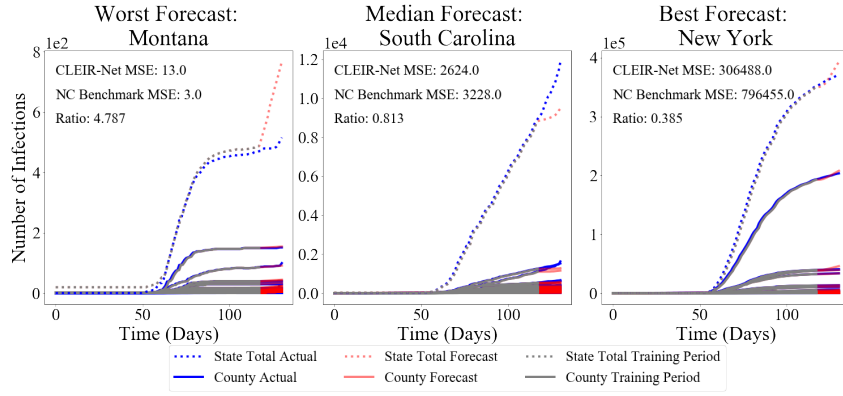 Worst Forecast:
Montana
1e2
CLEIR-Net MSE: 13.0
NC Benchmark MSE: 3.0
Ratio: 4.787
8
6
4
2
0
Number of Infections
0
100
Time (Days)
Median Forecast:
South Carolina
1e4
CLEIR-Net MSE: 2624.0
NC Benchmark MSE: 3228.0
Ratio: 0.813
1.2
1.0
0.8
0.6
0.4
0.2
0.0
0
50
100
Time (Days)
Best Forecast:
New York
1e5
CLEIR-Net MSE: 306488.0
NC Benchmark MSE: 796455.0
Ratio: 0.385
4
3
2
1
0
0
50
100
Time (Days)
State Total Actual
State Total Forecast
State Total Training Period
County Actual
County Forecast
County Training Period